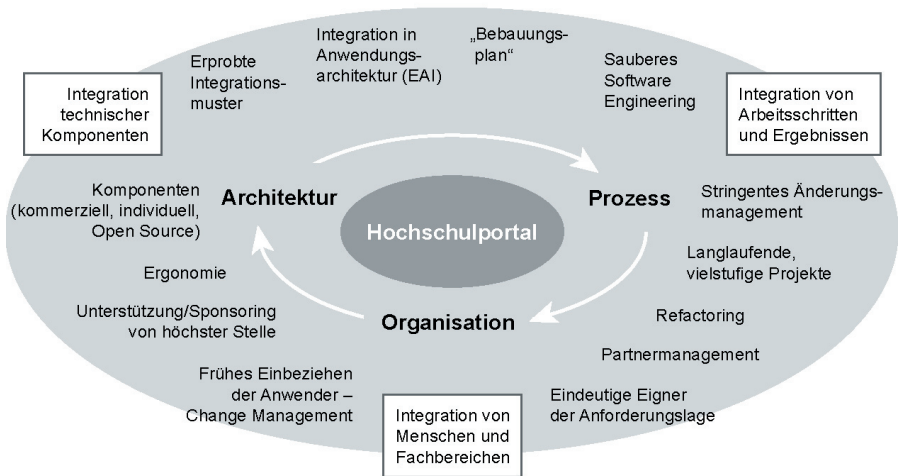 Integration in
Anwendungs-
architektur (EAI)
„Bebauungs-
plan“
Erprobte
Integrations-
muster
Sauberes
Software
Engineering
Integration
technischer
Komponenten
Integration von
Arbeitsschritten
und Ergebnissen
Komponenten
(kommerziell, individuell,
Open Source)
Architektur
Prozess
Stringentes Änderungs-
management
Hochschulportal
Ergonomie
Langlaufende,
vielstufige Projekte
Unterstützung/Sponsoring
von höchster Stelle
Organisation
Refactoring
Partnermanagement
Frühes Einbeziehen
der Anwender –
Change Management
Integration von
Menschen und
Fachbereichen
Eindeutige Eigner
der Anforderungslage